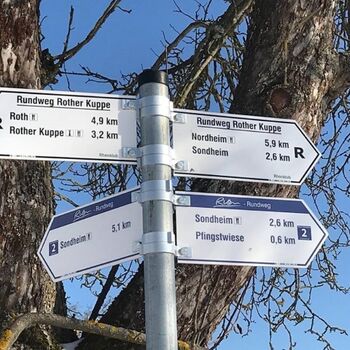 Rundweg Rother Kuppe
R
Roth 4,9 km
Rother Kuppe 3,2 km
Rhönklub
Rundweg Rother Kuppe
Nordheim 5,9 km
Sondheim 2,6 km
R
Rundweg
2 Sondheim 5,1 km
Rundweg
Sondheim 2,6 km
Pfingstwiese 0,6 km
2